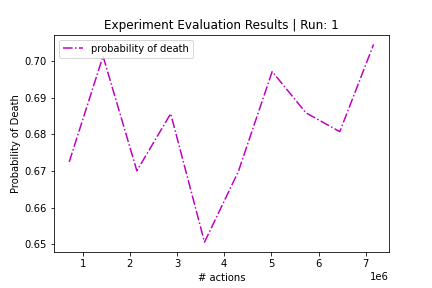 Experiment Evaluation Results | Run: 1
probability of death
Probability of Death
0.70
0.69
0.68
0.67
0.66
0.65
1 2 3 4 5 6 7
1e6
# actions